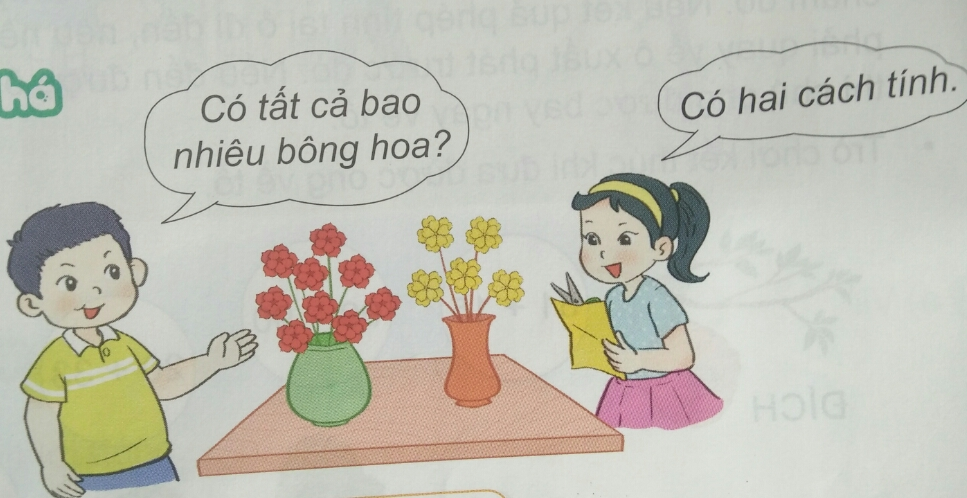 há
Có tất cả bao
nhiêu bông hoa?
Có hai cách tính.